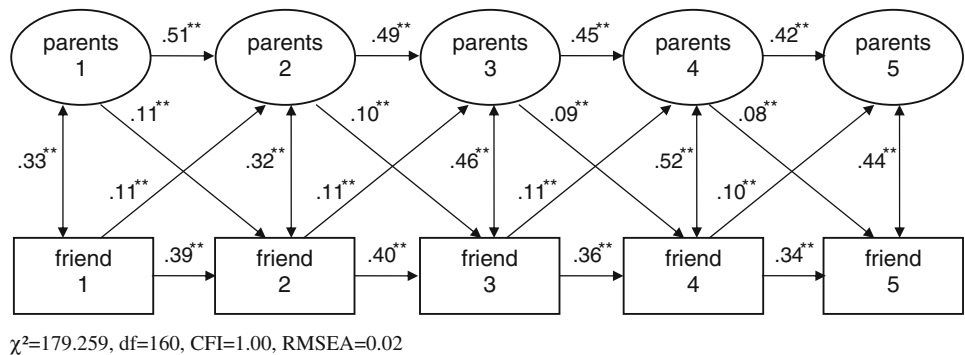 parents
1
.51**
parents
2
.49**
parents
3
.45**
parents
4
.42**
parents
5
.11**
.10**
.09**
.08**
.33**
.32**
.46**
.52**
.44**
.11**
.11**
.11**
.10**
friend
1
.39**
friend
2
.40**
friend
3
.36**
friend
4
.34**
friend
5
χ²=179.259, df=160, CFI=1.00, RMSEA=0.02